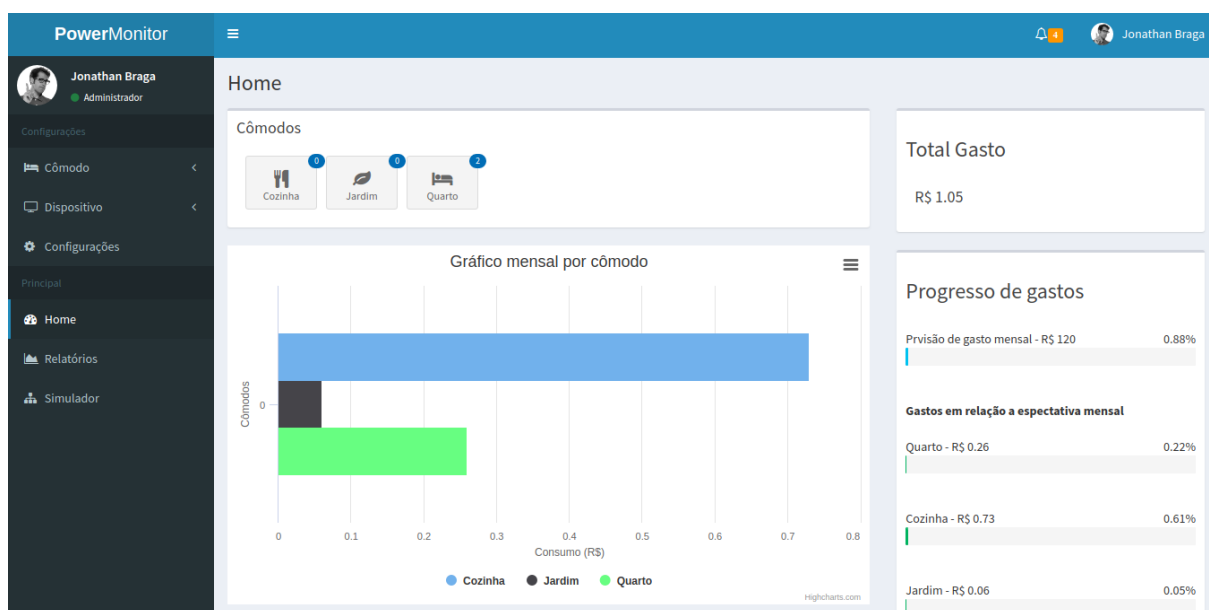 PowerMonitor
4
Jonathan Braga
Jonathan Braga
Administrador
Configurações
Cômodo
Dispositivo
Configurações
Principal
Home
Relatórios
Simulador
Home
Cômodos
0
Cozinha
0
Jardim
2
Quarto
Gráfico mensal por cômodo
Cômodos
0
0 0.1 0.2 0.3 0.4 0.5 0.6 0.7 0.8
Consumo (R$)
Cozinha Jardim Quarto
Highcharts.com
Total Gasto
R$ 1.05
Progresso de gastos
Prvisão de gasto mensal - R$ 120 0.88%
Gastos em relação a espectativa mensal
Quarto - R$ 0.26 0.22%
Cozinha - R$ 0.73 0.61%
Jardim - R$ 0.06 0.05%